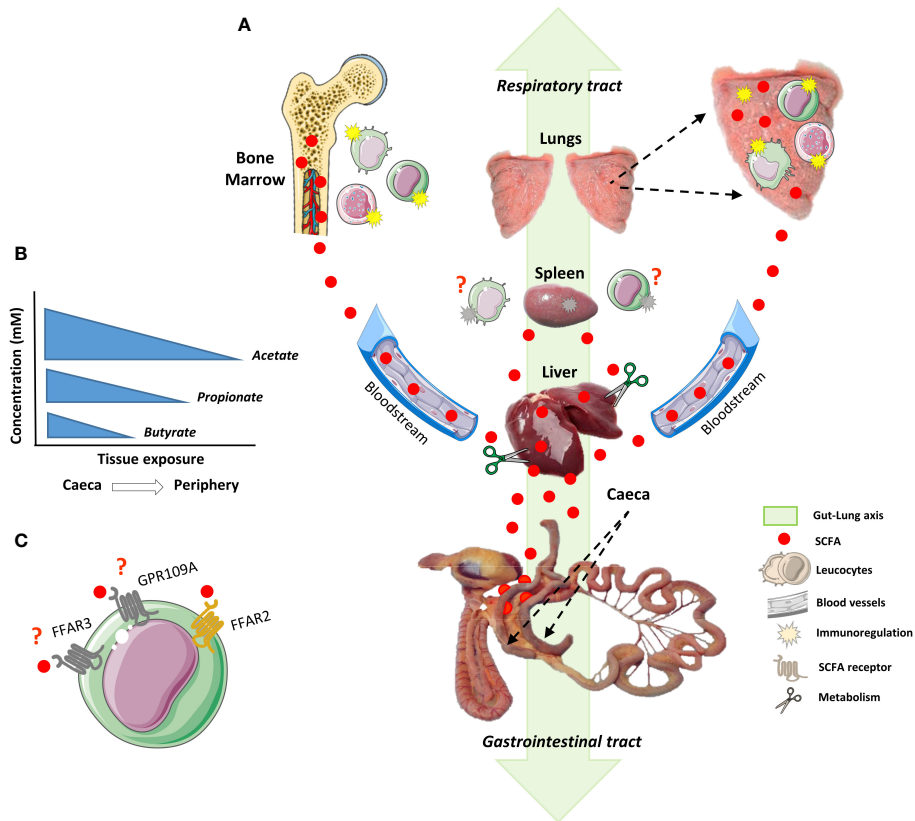 A
Respiratory tract
Lungs
Bone
Marrow
B
Concentration (mM)
Acetate
Propionate
Butyrate
Tissue exposure
Caeca
Periphery
?
Spleen
?
Liver
Bloodstream
Bloodstream
Caeca
C
?
GPR109A
?
FFAR3
FFAR2
Gastrointestinal tract
Gut-Lung axis
SCFA
Leucocytes
Blood vessels
Immunoregulation
SCFA receptor
Metabolism